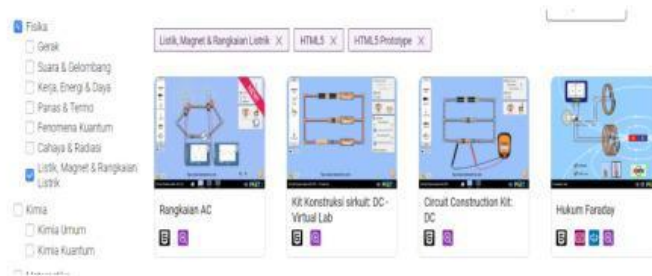 Fisika
Gerak
Suara & Gelombang
Kerja, Energi & Daya
Panas & Termo
Fenomena Kuantum
Cahaya & Radiasi
Listik, Magnet & Rangkaian
Listrik
Kimia
Kimia Umum
Kimia Kuantum
Listik, Magnet & Rangkaian Listrik X
HTML5 X
HTML5 Prototype X
Rangkaian AC
Kit Konstruksi sirkuit: DC -
Virtual Lab
Circuit Construction Kit:
DC
Hukum Faraday